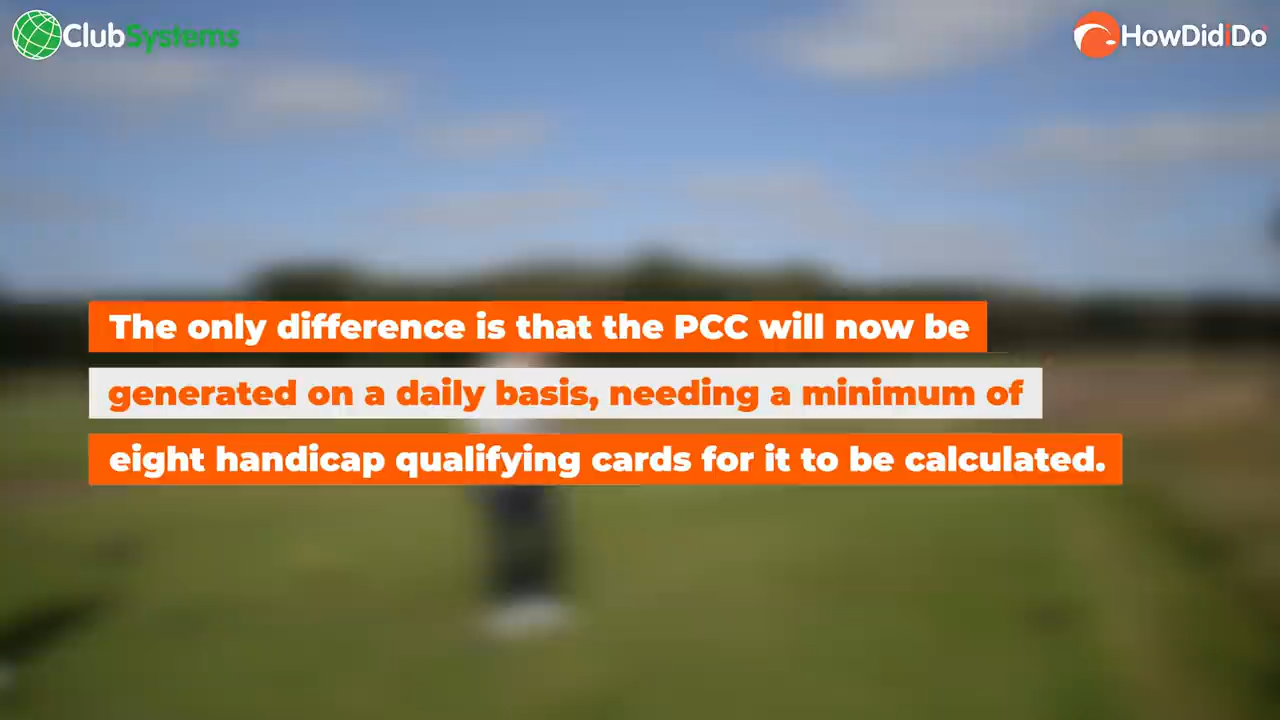 ClubSystems
HowDidiDo
The only difference is that the PCC will now be
generated on a daily basis, needing a minimum of
eight handicap qualifying cards for it to be calculated.